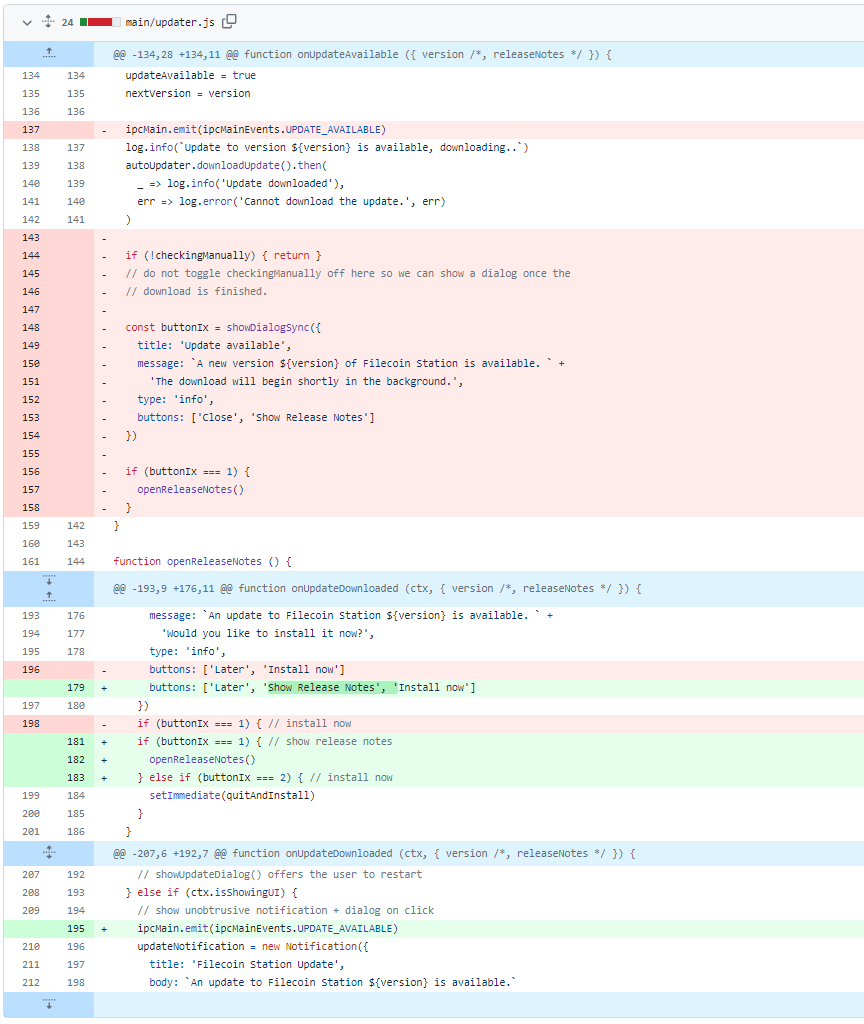 24 main/updater.js
@@ -134,28 +134,11 @@ function onUpdateAvailable ({ version /*, releaseNotes */ }) {
134 134 updateAvailable = true
135 135 nextVersion = version
136 136
137 - ipcMain.emit(ipcMainEvents.UPDATE_AVAILABLE)
138 137 log.info(`Update to version ${version} is available, downloading..`)
139 138 autoUpdater.downloadUpdate().then(
140 139 _ => log.info('Update downloaded'),
141 140 err => log.error('Cannot download the update.', err)
142 141 )
143 -
144 - if (!checkingManually) { return }
145 - // do not toggle checkingManually off here so we can show a dialog once the
146 - // download is finished.
147 -
148 - const buttonIx = showDialogSync({
149 - title: 'Update available',
150 - message: `A new version ${version} of Filecoin Station is available. ` +
151 - 'The download will begin shortly in the background.',
152 - type: 'info',
153 - buttons: ['Close', 'Show Release Notes']
154 - })
155 -
156 - if (buttonIx === 1) {
157 - openReleaseNotes()
158 - }
159 142 }
160 143
161 144 function openReleaseNotes () {
@@ -193,9 +176,11 @@ function onUpdateDownloaded (ctx, { version /*, releaseNotes */ }) {
193 176 message: `An update to Filecoin Station ${version} is available. ` +
194 177 'Would you like to install it now?',
195 178 type: 'info',
196 - buttons: ['Later', 'Install now']
179 + buttons: ['Later', 'Show Release Notes', 'Install now']
197 180 })
198 - if (buttonIx === 1) { // install now
181 + if (buttonIx === 1) { // show release notes
182 + openReleaseNotes()
183 + } else if (buttonIx === 2) { // install now
199 184 setImmediate(quitAndInstall)
200 185 }
201 186 }
@@ -207,6 +192,7 @@ function onUpdateDownloaded (ctx, { version /*, releaseNotes */ }) {
207 192 // showUpdateDialog() offers the user to restart
208 193 } else if (ctx.isShowingUI) {
209 194 // show unobtrusive notification + dialog on click
195 + ipcMain.emit(ipcMainEvents.UPDATE_AVAILABLE)
210 196 updateNotification = new Notification({
211 197 title: 'Filecoin Station Update',
212 198 body: `An update to Filecoin Station ${version} is available.`